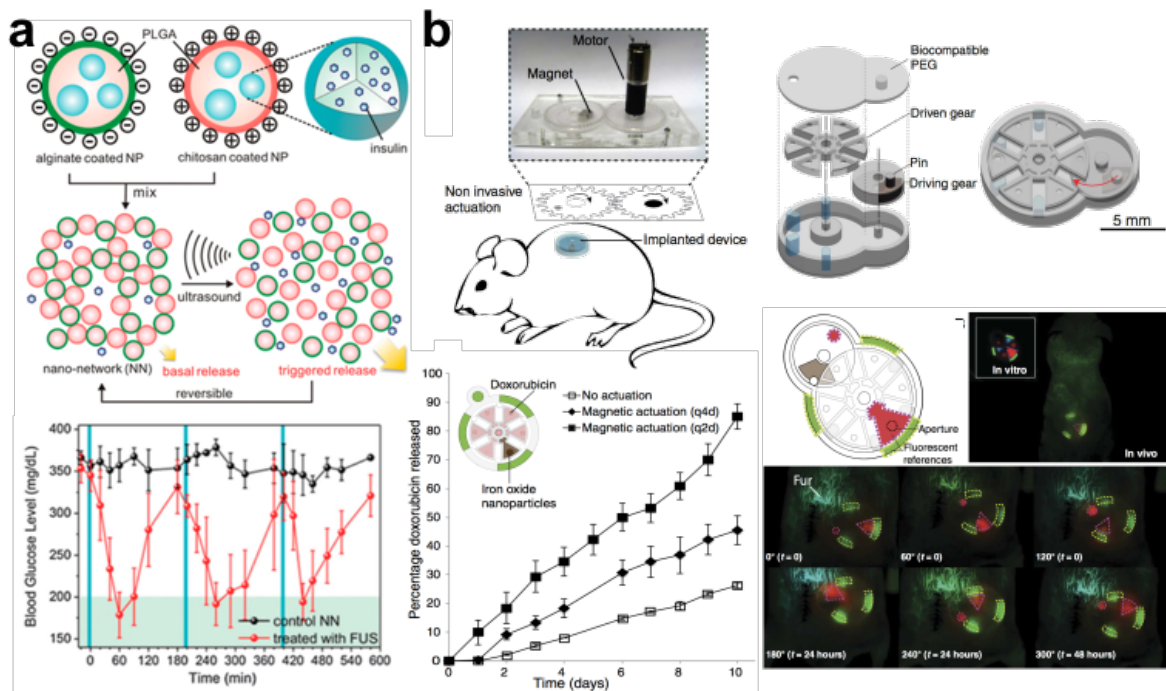 a
PLGA
insulin
alginate coated NP
chitosan coated NP
mix
ultrasound
nano-network (NN)
basal release
triggered release
reversible
Blood Glucose Level (mg/dL)
400
350
300
250
200
150
control NN
treated with FUS
0 60 120 180 240 300 360 420 480 540 600
Time (min)
b
Motor
Magnet
Non invasive
actuation
Implanted device
Biocompatible
PEG
Driven gear
Pin
Driving gear
5 mm
Percentage doxorubicin released
100
90
80
70
60
50
40
30
20
10
0
Doxorubicin
Iron oxide
nanoparticles
No actuation
Magnetic actuation (q4d)
Magnetic actuation (q2d)
0 2 4 6 8 10
Time (days)
Aperture
Fluorescent
references
In vitro
In vivo
Fur
0° (t = 0)
60° (t = 0)
120° (t = 0)
180° (t = 24 hours)
240° (t = 24 hours)
300° (t = 48 hours)